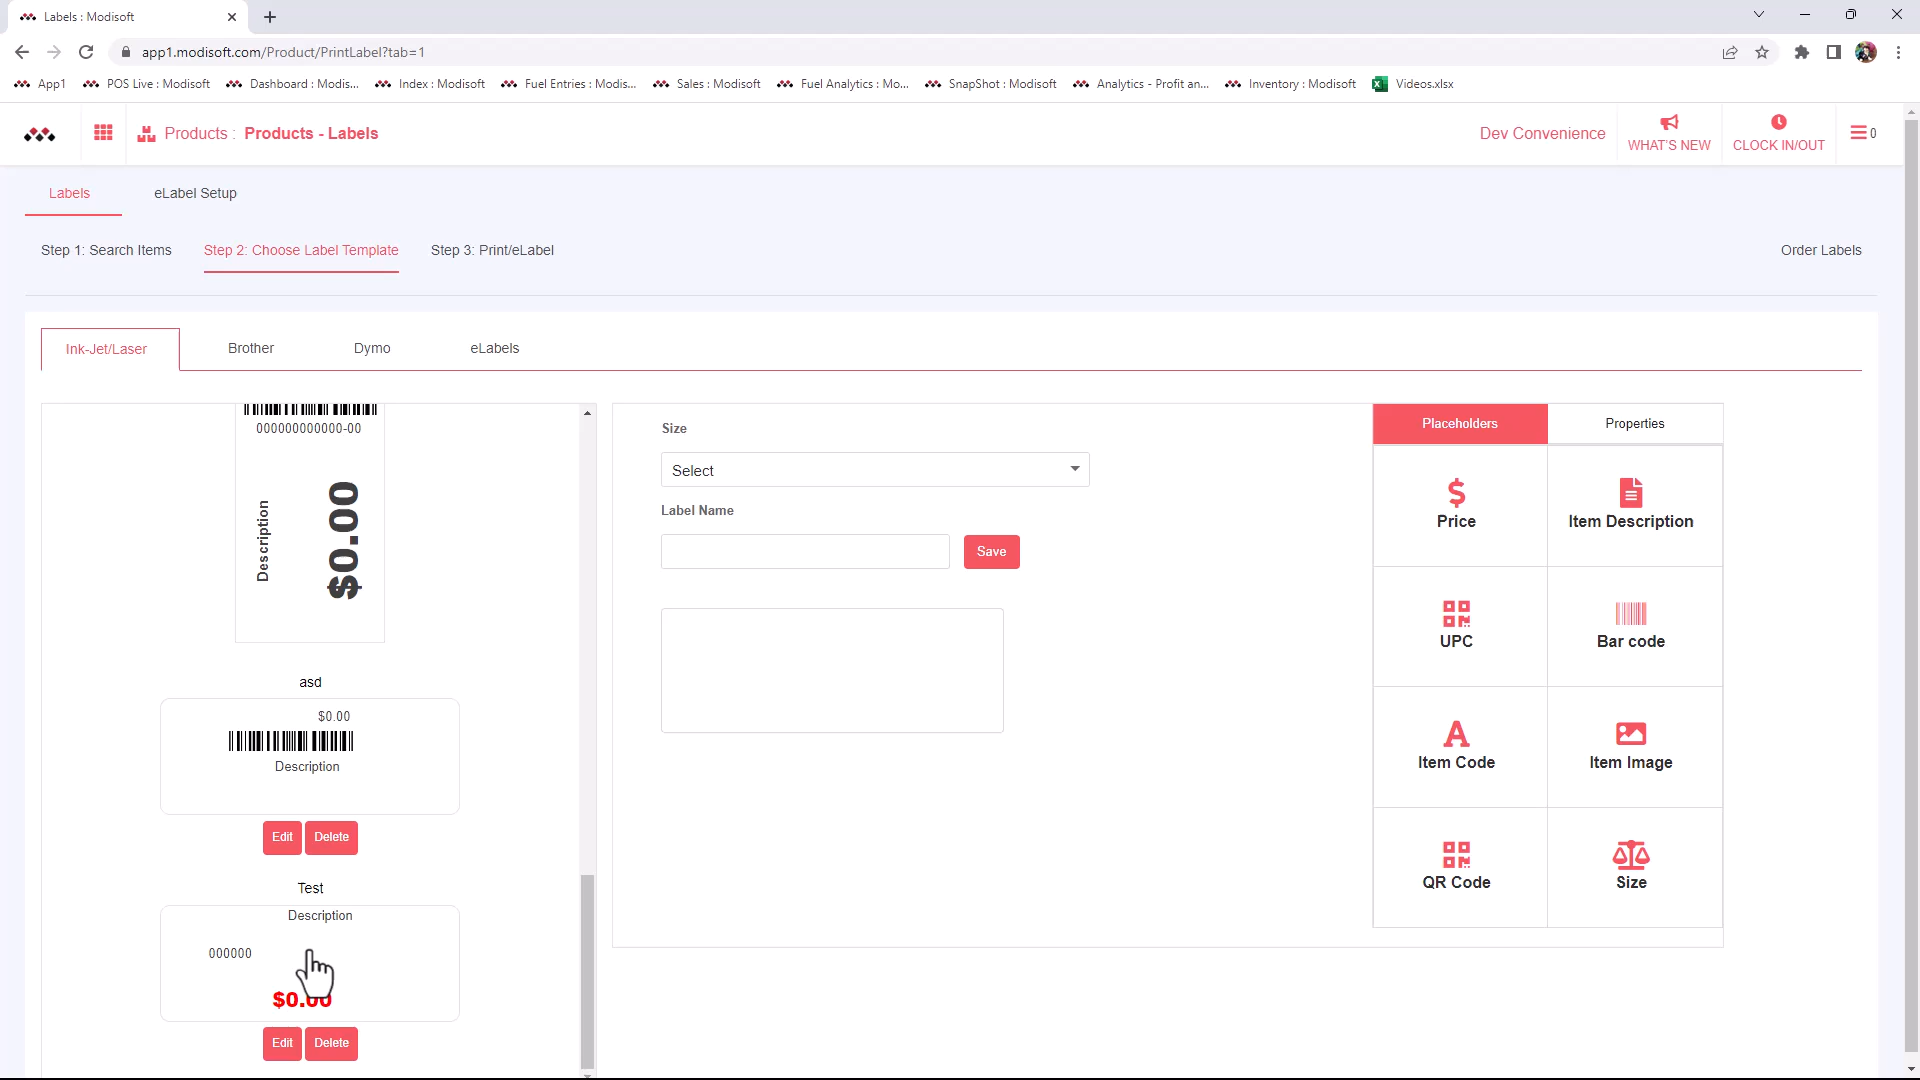 Labels : Modisoft
app1.modisoft.com/Product/PrintLabel?tab=1
App1 POS Live : Modisoft Dashboard : Modis... Index : Modisoft Fuel Entries : Modis... Sales : Modisoft Fuel Analytics : Mo... SnapShot : Modisoft Analytics - Profit an... Inventory : Modisoft Videos.xlsx
Products : Products - Labels
Dev Convenience
WHAT'S NEW
CLOCK IN/OUT
0
Labels eLabel Setup
Step 1: Search Items Step 2: Choose Label Template Step 3: Print/eLabel Order Labels
Ink-Jet/Laser Brother Dymo eLabels
000000000000-00
Description
$0.00
asd
$0.00
Description
Edit Delete
Test
Description
000000
$0.00
Edit Delete
Size
Select
Label Name
Save
Placeholders Properties
Price Item Description
UPC Bar code
Item Code Item Image
QR Code Size